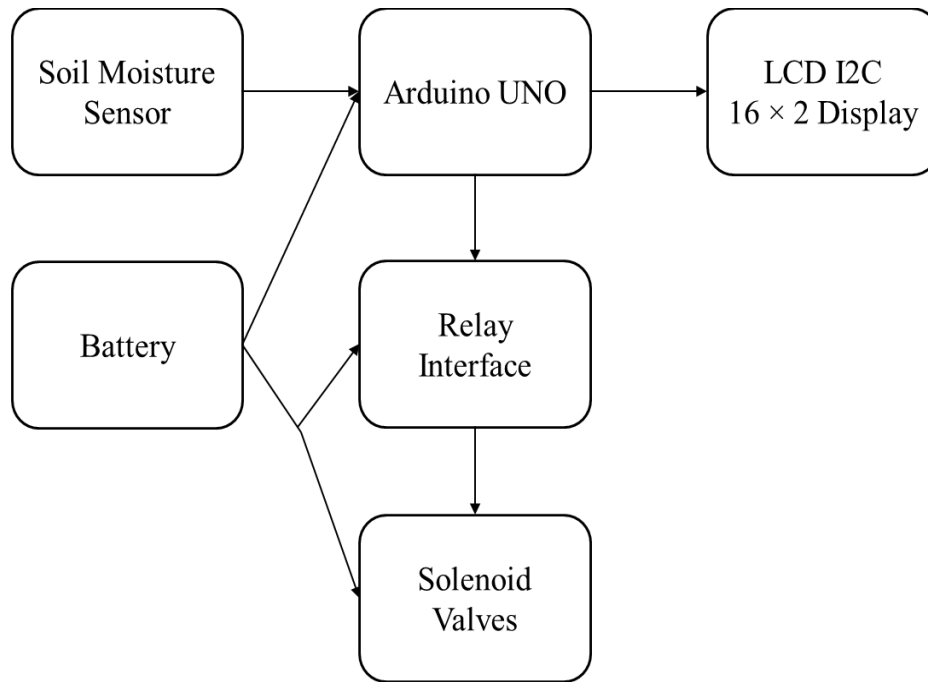 Soil Moisture
Sensor
Arduino UNO
LCD I2C
16 × 2 Display
Battery
Relay
Interface
Solenoid
Valves